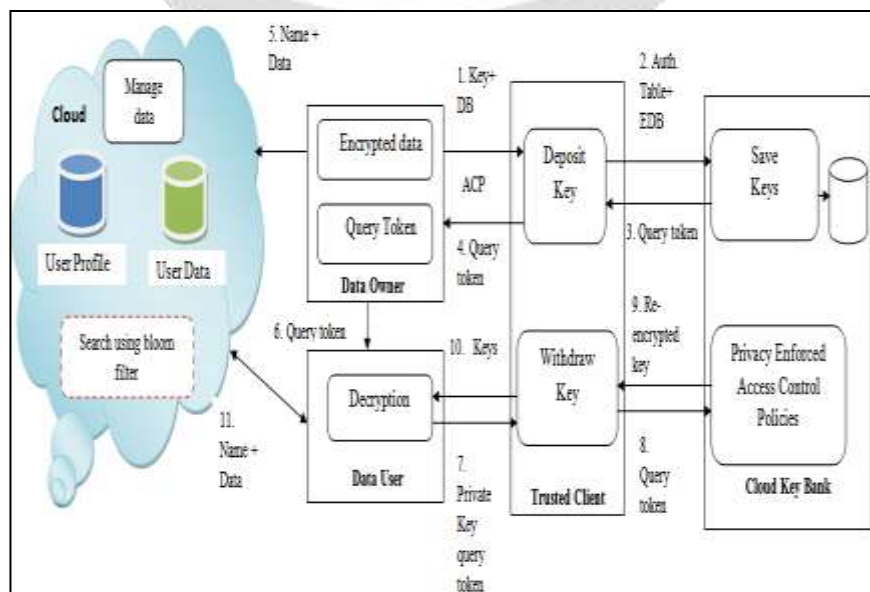 5. Name +
Data
Cloud
Manage
data
User Profile
User Data
Search using bloom
filter
1. Key+
DB
Encrypted data
ACP
Query Token
4. Query
token
Data Owner
6. Query token
Decryption
Data User
10. Keys
11.
Name +
Data
7.
Private
Key
query
token
Deposit
Key
Withdraw
Key
Trusted Client
2. Auth.
Table+
EDB
3. Query token
9. Re-
encrypted
key
8.
Query
token
Save
Keys
Privacy Enforced
Access Control
Policies
Cloud Key Bank